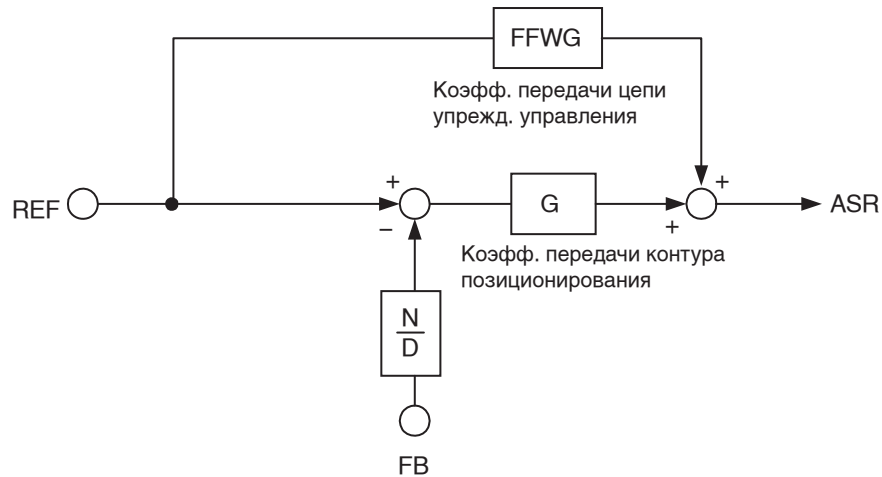 FFWG
Коэфф. передачи цепи
упрежд. управления
+
+
REF
G
ASR
−
+
Коэфф. передачи контура
позиционирования
N
D
FB